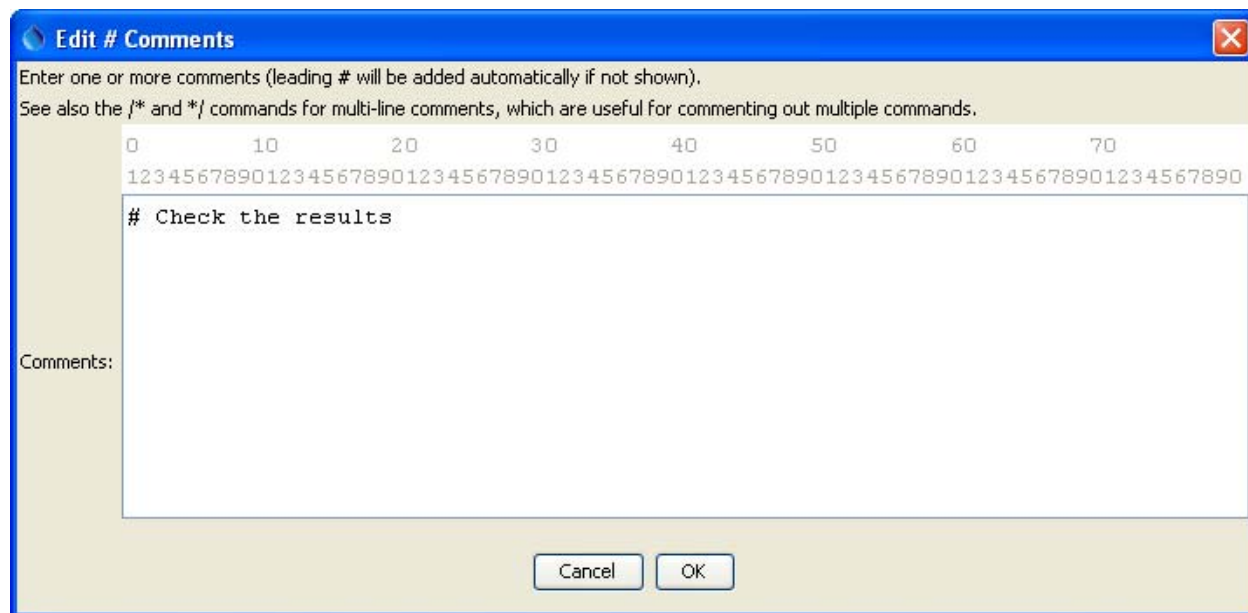 Edit # Comments
Enter one or more comments (leading # will be added automatically if not shown).
See also the /* and */ commands for multi-line comments, which are useful for commenting out multiple commands.
0 10 20 30 40 50 60 70
12345678901234567890123456789012345678901234567890123456789012345678901234567890
# Check the results
Comments:
Cancel OK